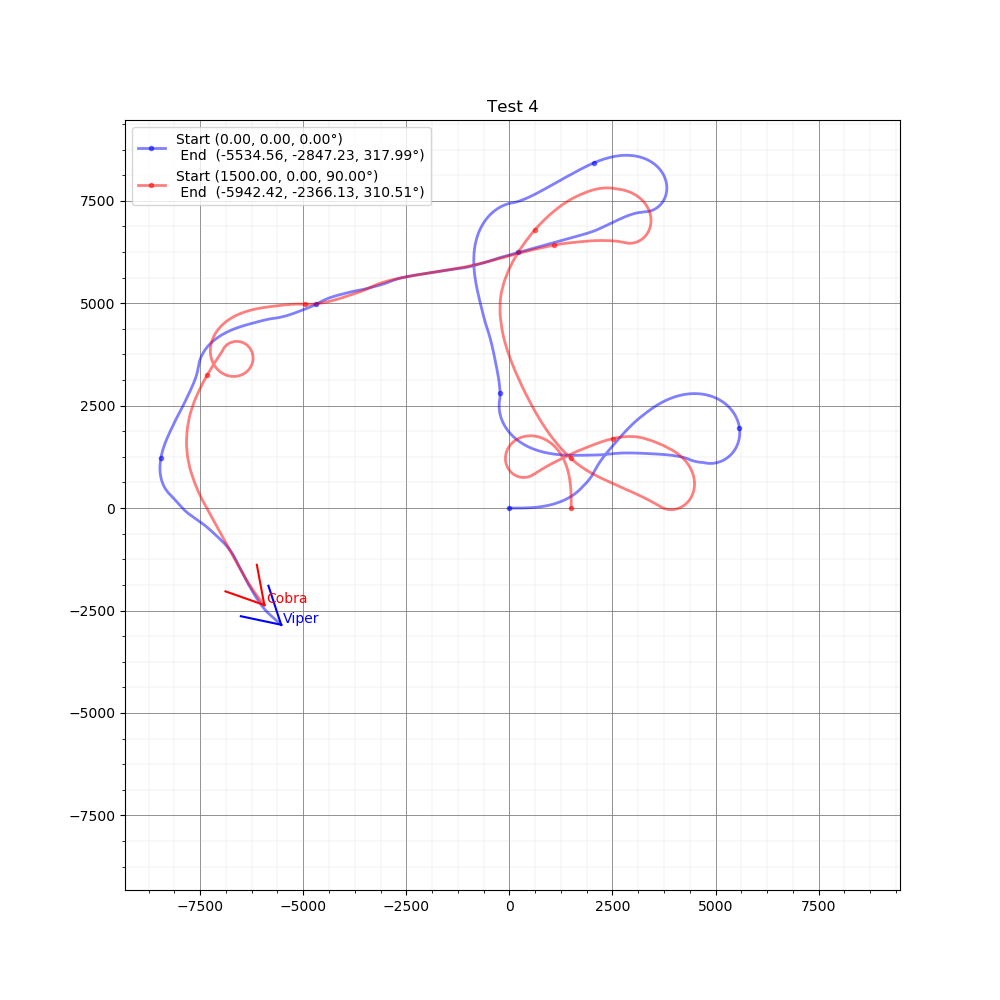 Test 4
Start (0.00, 0.00, 0.00°)
End (-5534.56, -2847.23, 317.99°)
Start (1500.00, 0.00, 90.00°)
End (-5942.42, -2366.13, 310.51°)
7500
5000
2500
0
−2500
−5000
−7500
Cobra
Viper
−7500
−5000
−2500
0
2500
5000
7500